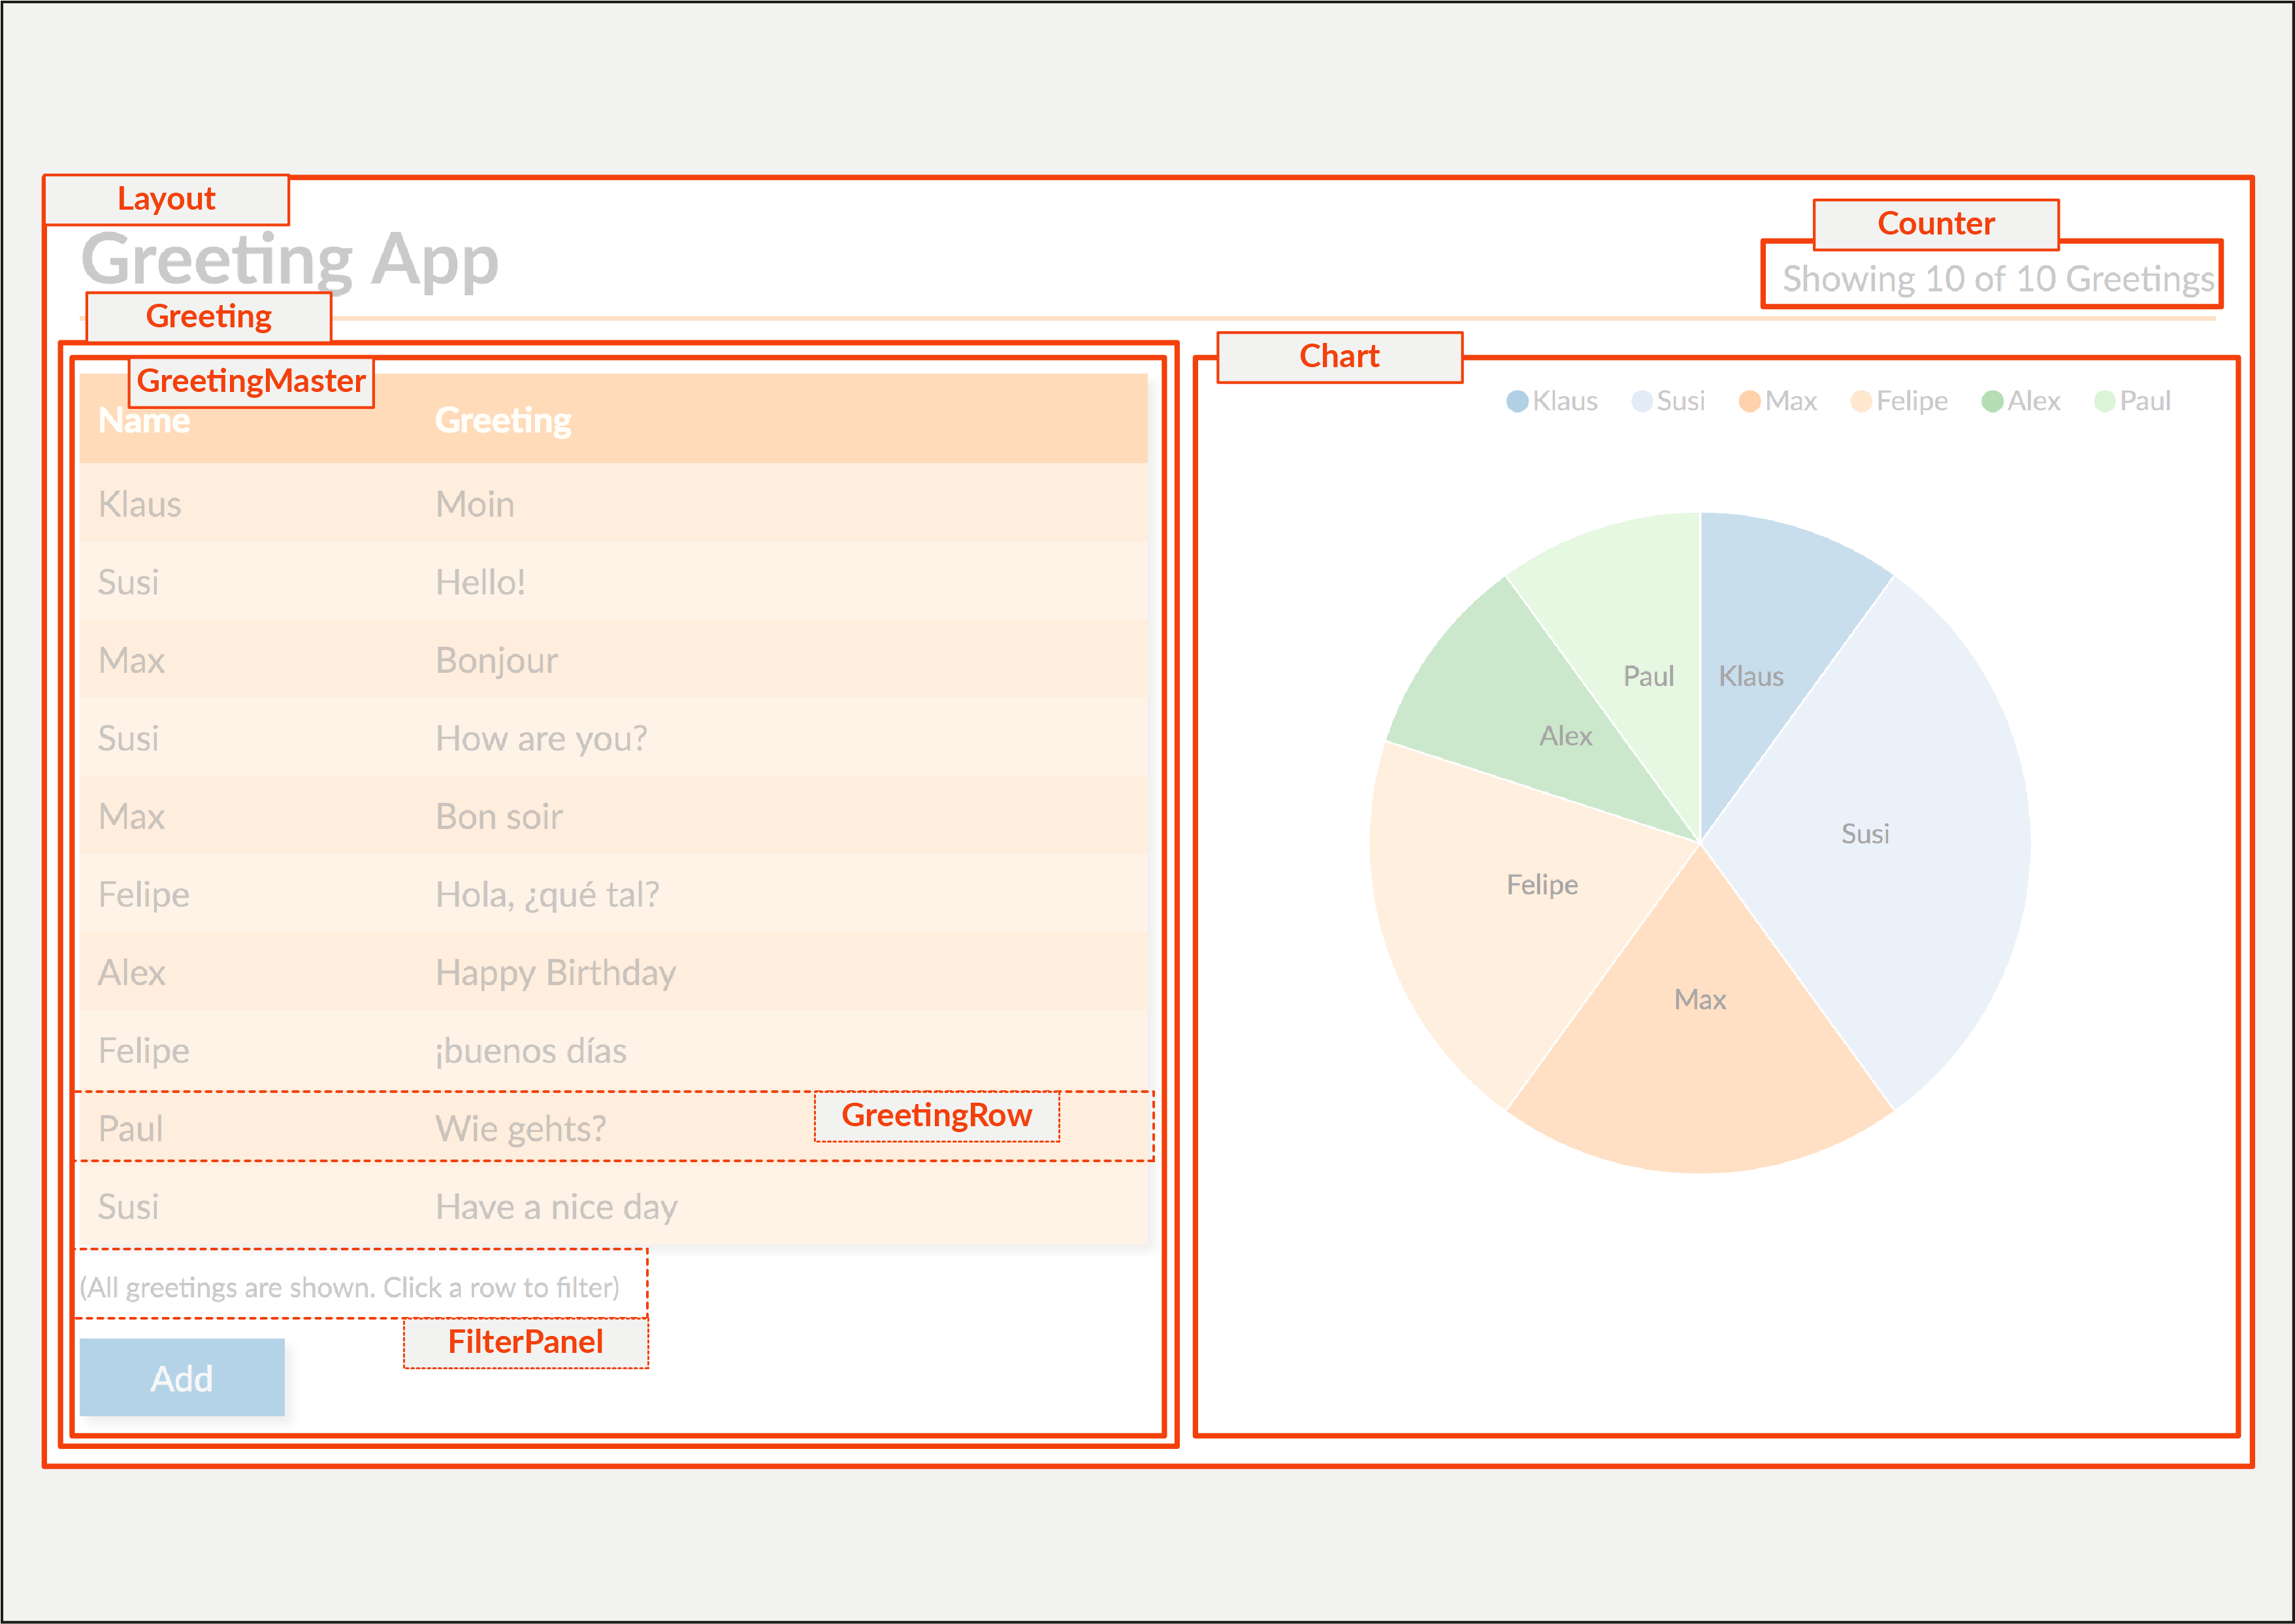 Layout
Counter
Greeting App
Showing 10 of 10 Greetings
Greeting
Chart
GreetingMaster
Name Greeting
Klaus Susi Max Felipe Alex Paul
Klaus Moin
Susi Hello!
Max Bonjour
Susi How are you?
Max Bon soir
Felipe Hola, ¿qué tal?
Alex Happy Birthday
Felipe ¡buenos días
GreetingRow
Paul Wie gehts?
Susi Have a nice day
(All greetings are shown. Click a row to filter)
FilterPanel
Add
Paul Klaus
Alex
Susi
Felipe
Max